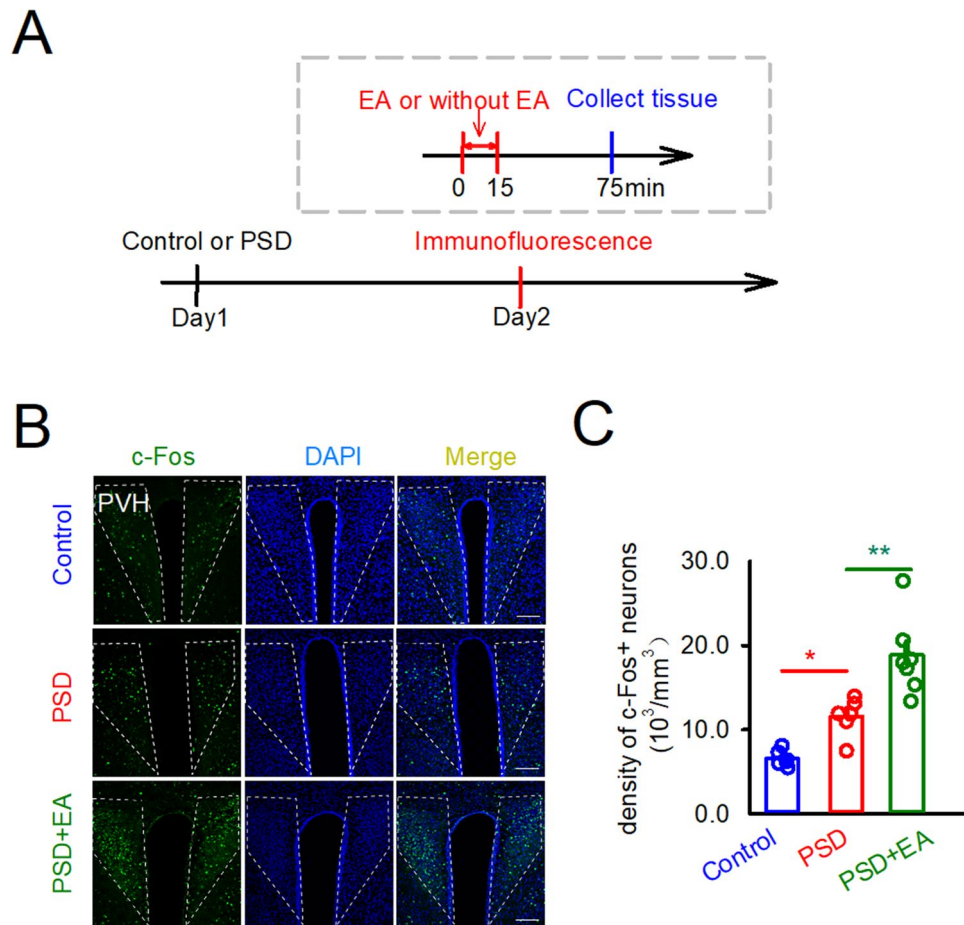 A
EA or without EA
Collect tissue
0 15 75min
Control or PSD
Immunofluorescence
Day1
Day2
B
c-Fos
DAPI
Merge
PVH
Control
PSD
PSD+EA
C
density of c-Fos⁺ neurons
(10³/mm³)
30.0
20.0
10.0
0.0
*
**
Control
PSD
PSD+EA